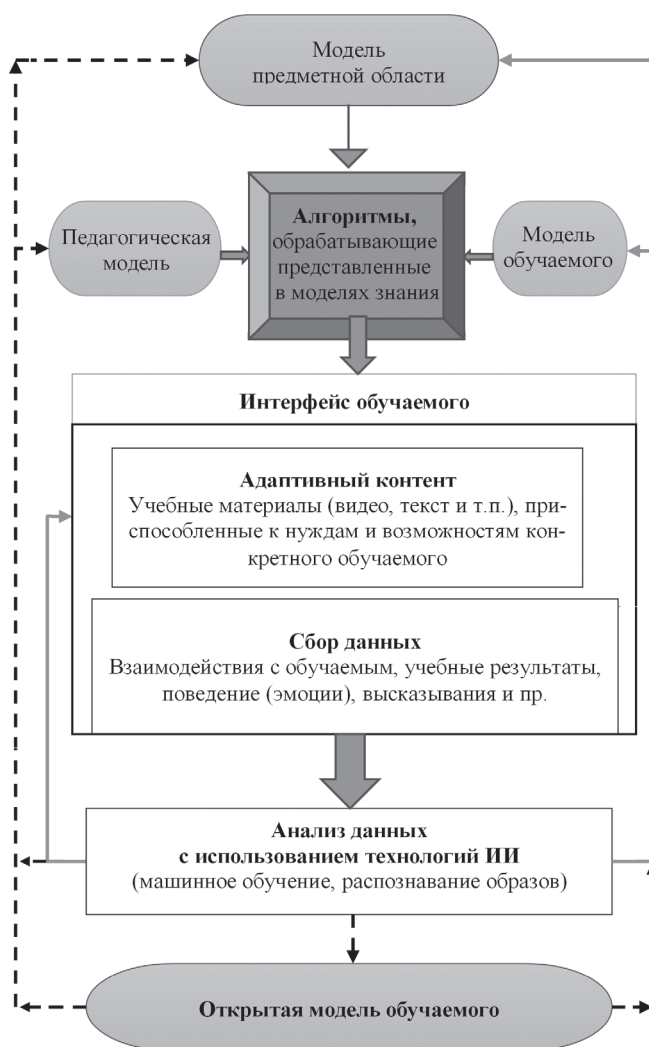 Модель
предметной области
Педагогическая
модель
Алгоритмы,
обрабатывающие
представленные
в моделях знания
Модель
обучаемого
Интерфейс обучаемого
Адаптивный контент
Учебные материалы (видео, текст и т.п.), при-
способленные к нуждам и возможностям кон-
кретного обучаемого
Сбор данных
Взаимодействия с обучаемым, учебные результаты,
поведение (эмоции), высказывания и пр.
Анализ данных
с использованием технологий ИИ
(машинное обучение, распознавание образов)
Открытая модель обучаемого